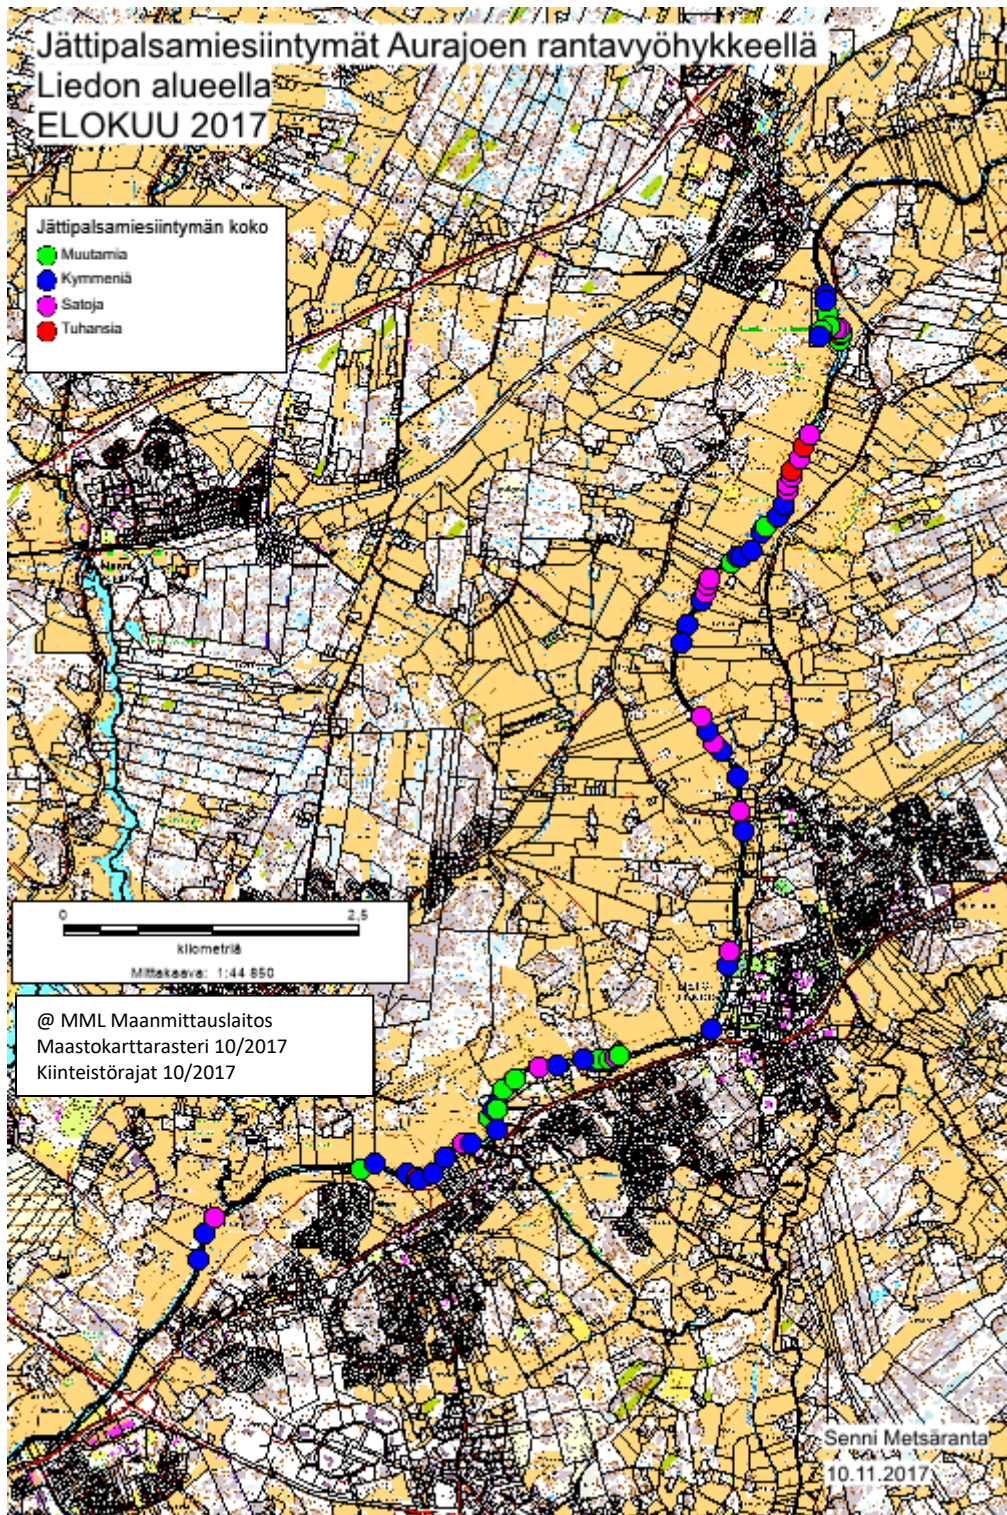 Jättipalsamiesiintymät Aurajoen rantavyöhykkeellä
Liedon alueella
ELOKUU 2017
Jättipalsamiesiintymän koko
Muutamia
Kymmeniä
Satoja
Tuhansia
0 2,5
kilometriä
Mittakaava: 1:44 850
@ MML Maanmittauslaitos
Maastokarttarasteri 10/2017
Kiinteistörajat 10/2017
Senni Metsäranta
10.11.2017